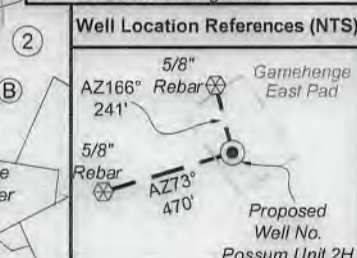 Well Location References (NTS)
2
B
5/8"
Rebar
AZ166°
241'
Gamehenge
East Pad
5/8"
Rebar
AZ73°
470'
Proposed
Well No.
Possum Unit 2H